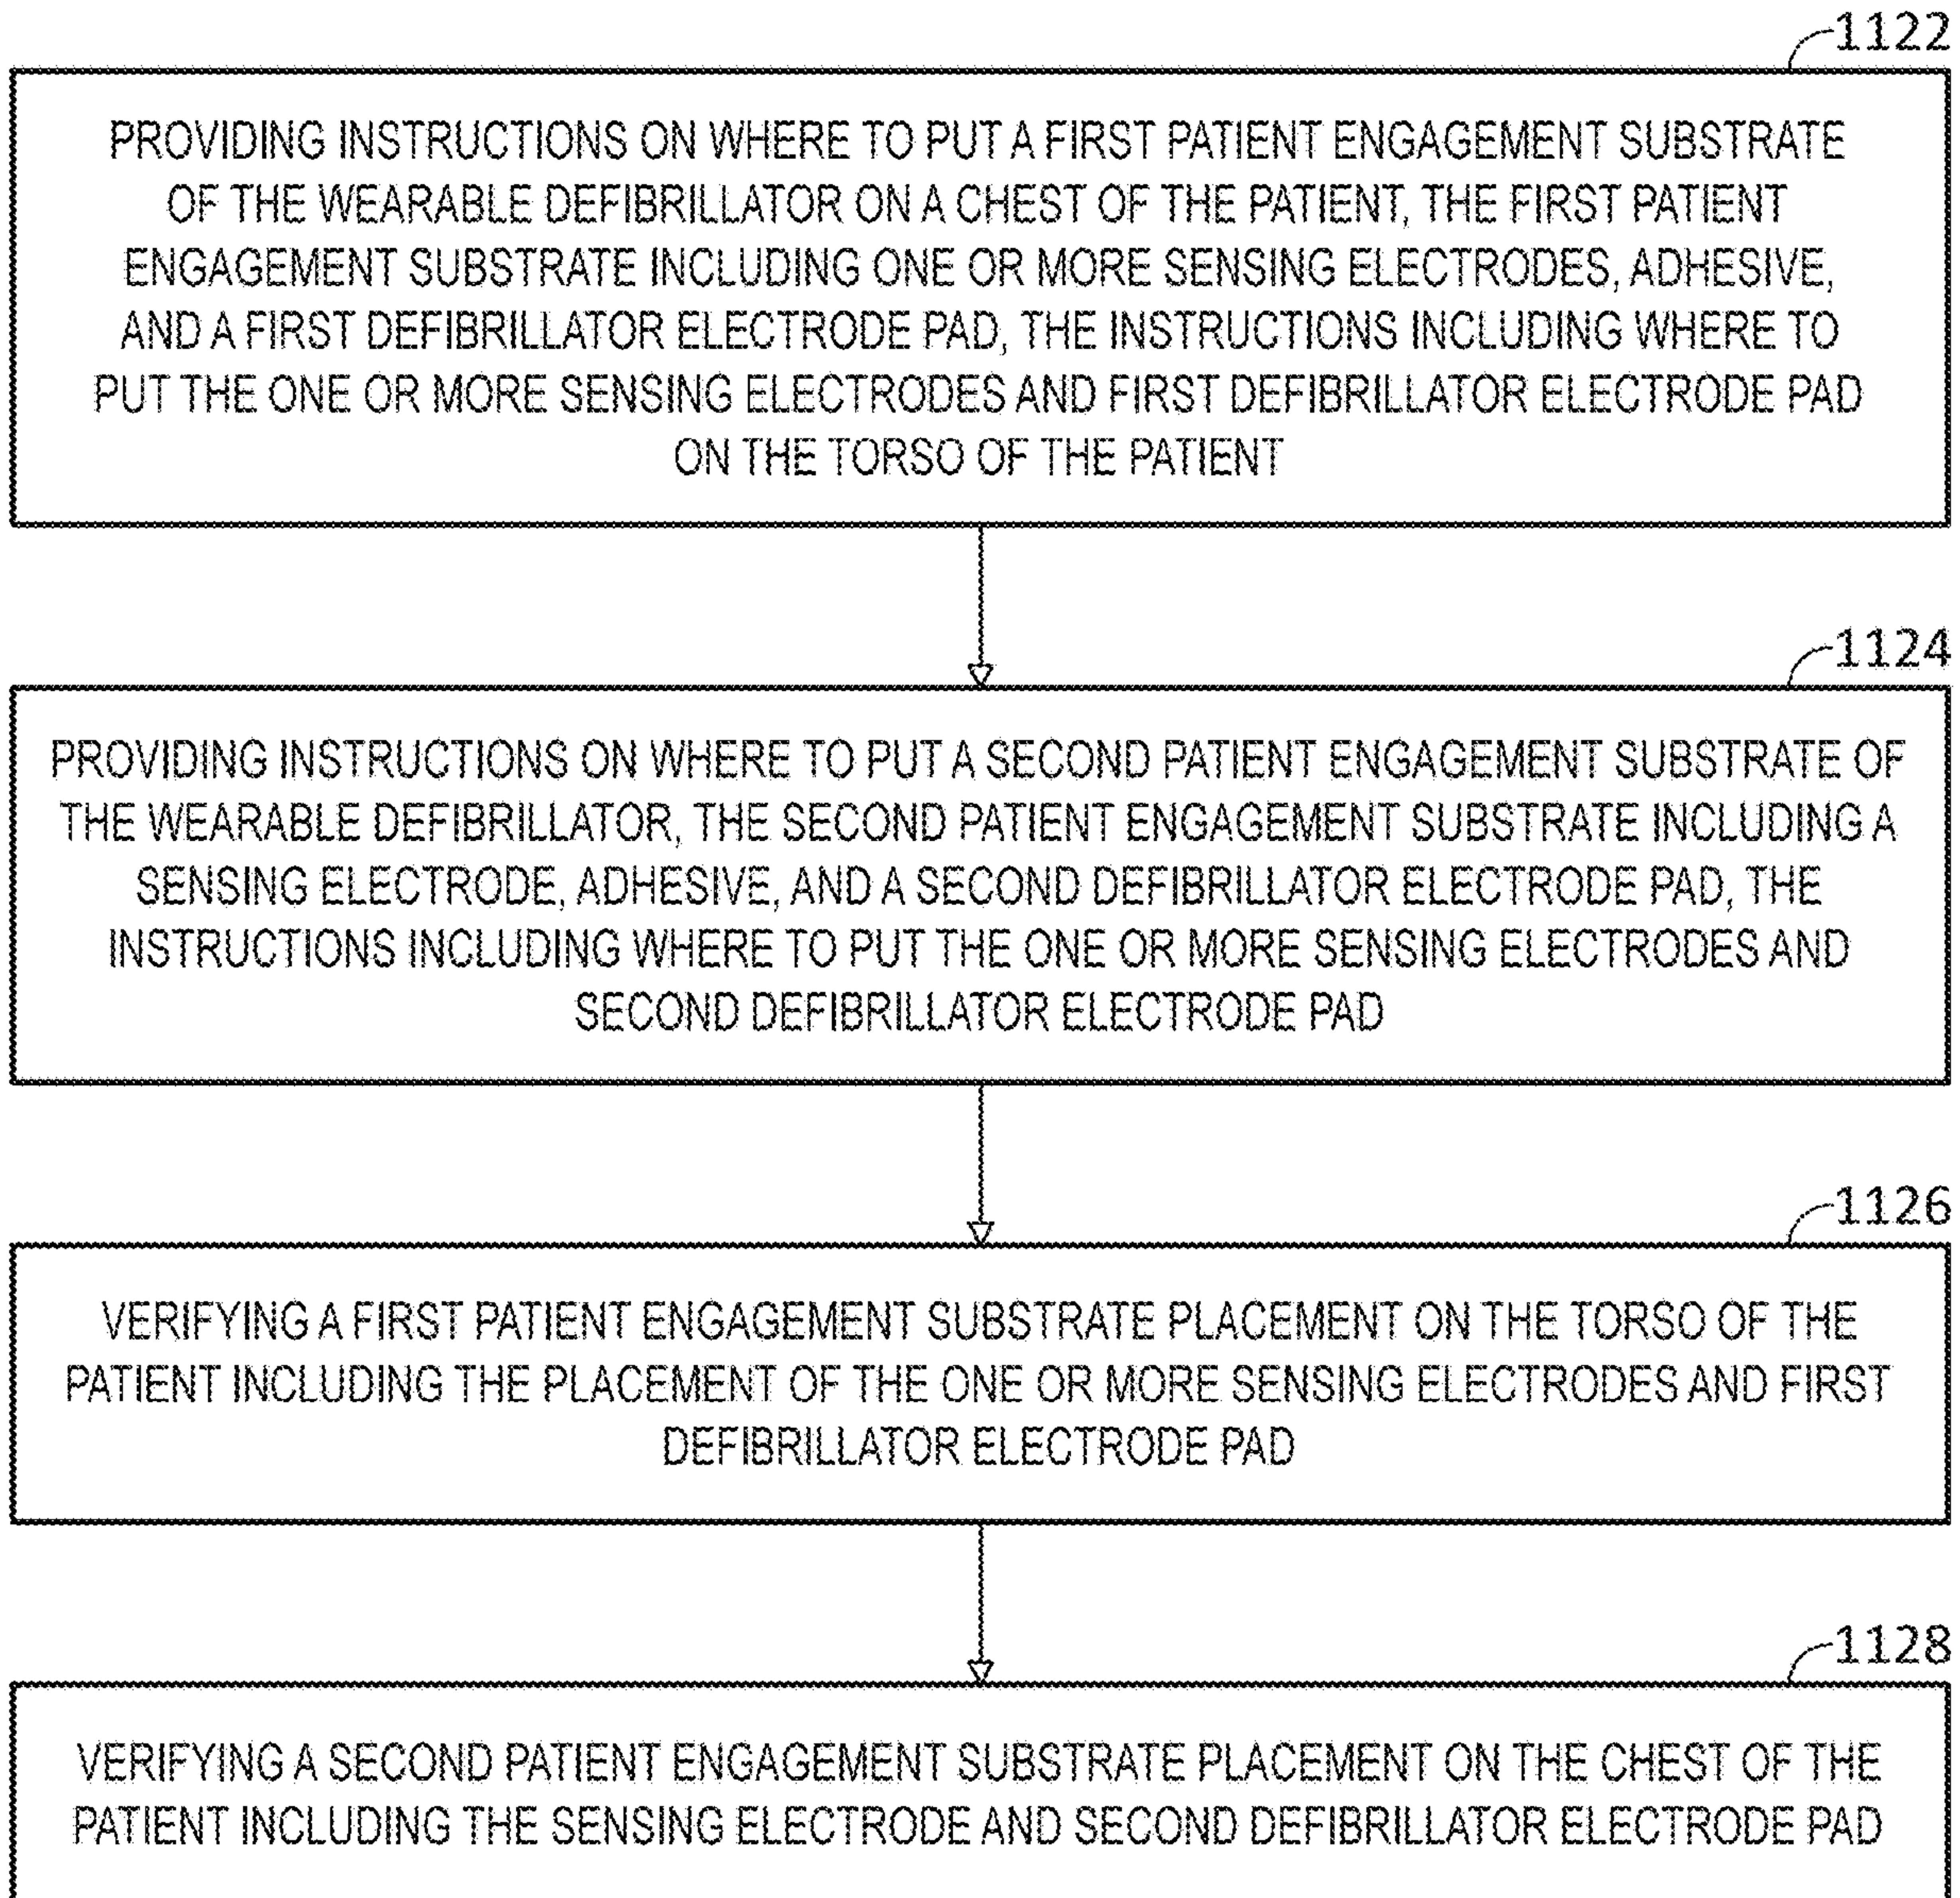 1122
PROVIDING INSTRUCTIONS ON WHERE TO PUT A FIRST PATIENT ENGAGEMENT SUBSTRATE
OF THE WEARABLE DEFIBRILLATOR ON A CHEST OF THE PATIENT, THE FIRST PATIENT
ENGAGEMENT SUBSTRATE INCLUDING ONE OR MORE SENSING ELECTRODES, ADHESIVE,
AND A FIRST DEFIBRILLATOR ELECTRODE PAD, THE INSTRUCTIONS INCLUDING WHERE TO
PUT THE ONE OR MORE SENSING ELECTRODES AND FIRST DEFIBRILLATOR ELECTRODE PAD
ON THE TORSO OF THE PATIENT
1124
PROVIDING INSTRUCTIONS ON WHERE TO PUT A SECOND PATIENT ENGAGEMENT SUBSTRATE OF
THE WEARABLE DEFIBRILLATOR, THE SECOND PATIENT ENGAGEMENT SUBSTRATE INCLUDING A
SENSING ELECTRODE, ADHESIVE, AND A SECOND DEFIBRILLATOR ELECTRODE PAD, THE
INSTRUCTIONS INCLUDING WHERE TO PUT THE ONE OR MORE SENSING ELECTRODES AND
SECOND DEFIBRILLATOR ELECTRODE PAD
1126
VERIFYING A FIRST PATIENT ENGAGEMENT SUBSTRATE PLACEMENT ON THE TORSO OF THE
PATIENT INCLUDING THE PLACEMENT OF THE ONE OR MORE SENSING ELECTRODES AND FIRST
DEFIBRILLATOR ELECTRODE PAD
1128
VERIFYING A SECOND PATIENT ENGAGEMENT SUBSTRATE PLACEMENT ON THE CHEST OF THE
PATIENT INCLUDING THE SENSING ELECTRODE AND SECOND DEFIBRILLATOR ELECTRODE PAD